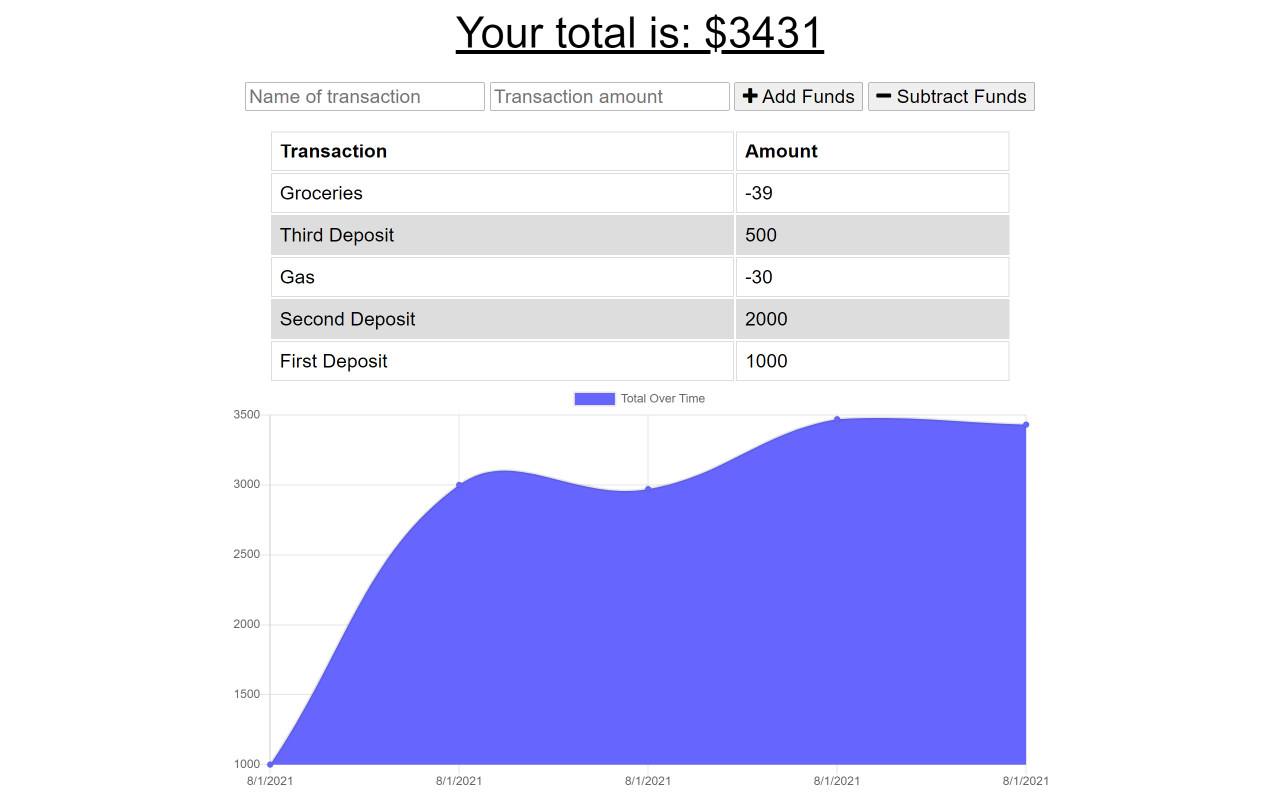 Your total is: $3431
Name of transaction Transaction amount Add Funds Subtract Funds
Transaction Amount
Groceries -39
Third Deposit 500
Gas -30
Second Deposit 2000
First Deposit 1000
Total Over Time
3500
3000
2500
2000
1500
1000
8/1/2021 8/1/2021 8/1/2021 8/1/2021 8/1/2021